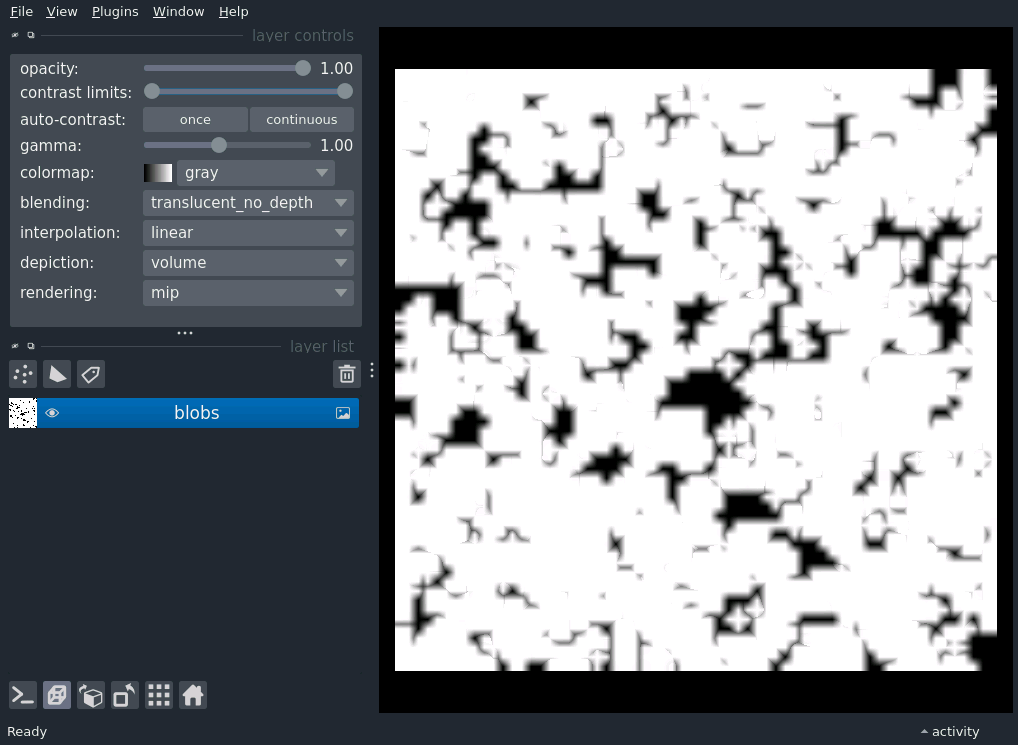 File View Plugins Window Help
layer controls
opacity: 1.00
contrast limits:
auto-contrast: once continuous
gamma: 1.00
colormap: gray
blending: translucent_no_depth
interpolation: linear
depiction: volume
rendering: mip
layer list
blobs
Ready activity